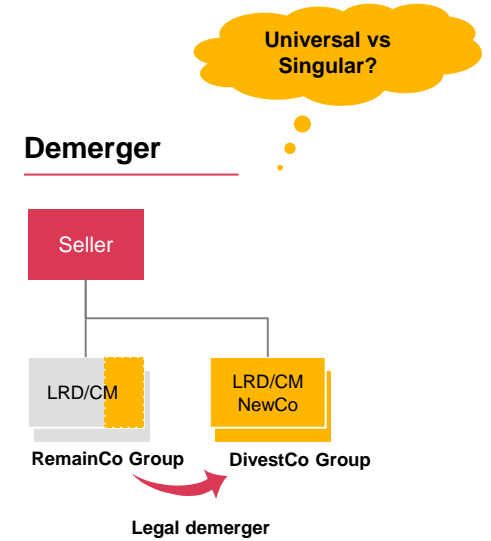 Universal vs
Singular?
Demerger
Seller
LRD/CM
LRD/CM
NewCo
RemainCo Group
DivestCo Group
Legal demerger